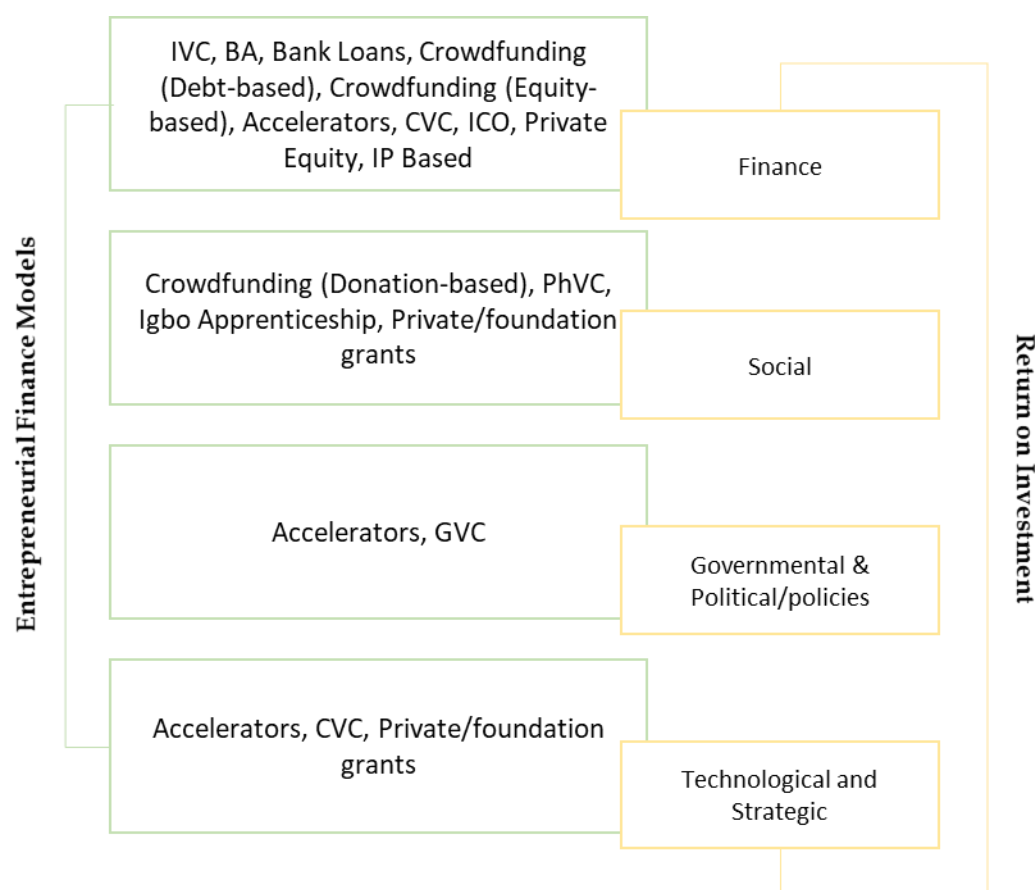 Entrepreneurial Finance Models
IVC, BA, Bank Loans, Crowdfunding
(Debt-based), Crowdfunding (Equity-
based), Accelerators, CVC, ICO, Private
Equity, IP Based
Finance
Crowdfunding (Donation-based), PhVC,
Igbo Apprenticeship, Private/foundation
grants
Social
Accelerators, GVC
Governmental &
Political/policies
Accelerators, CVC, Private/foundation
grants
Technological and
Strategic
Return on Investment